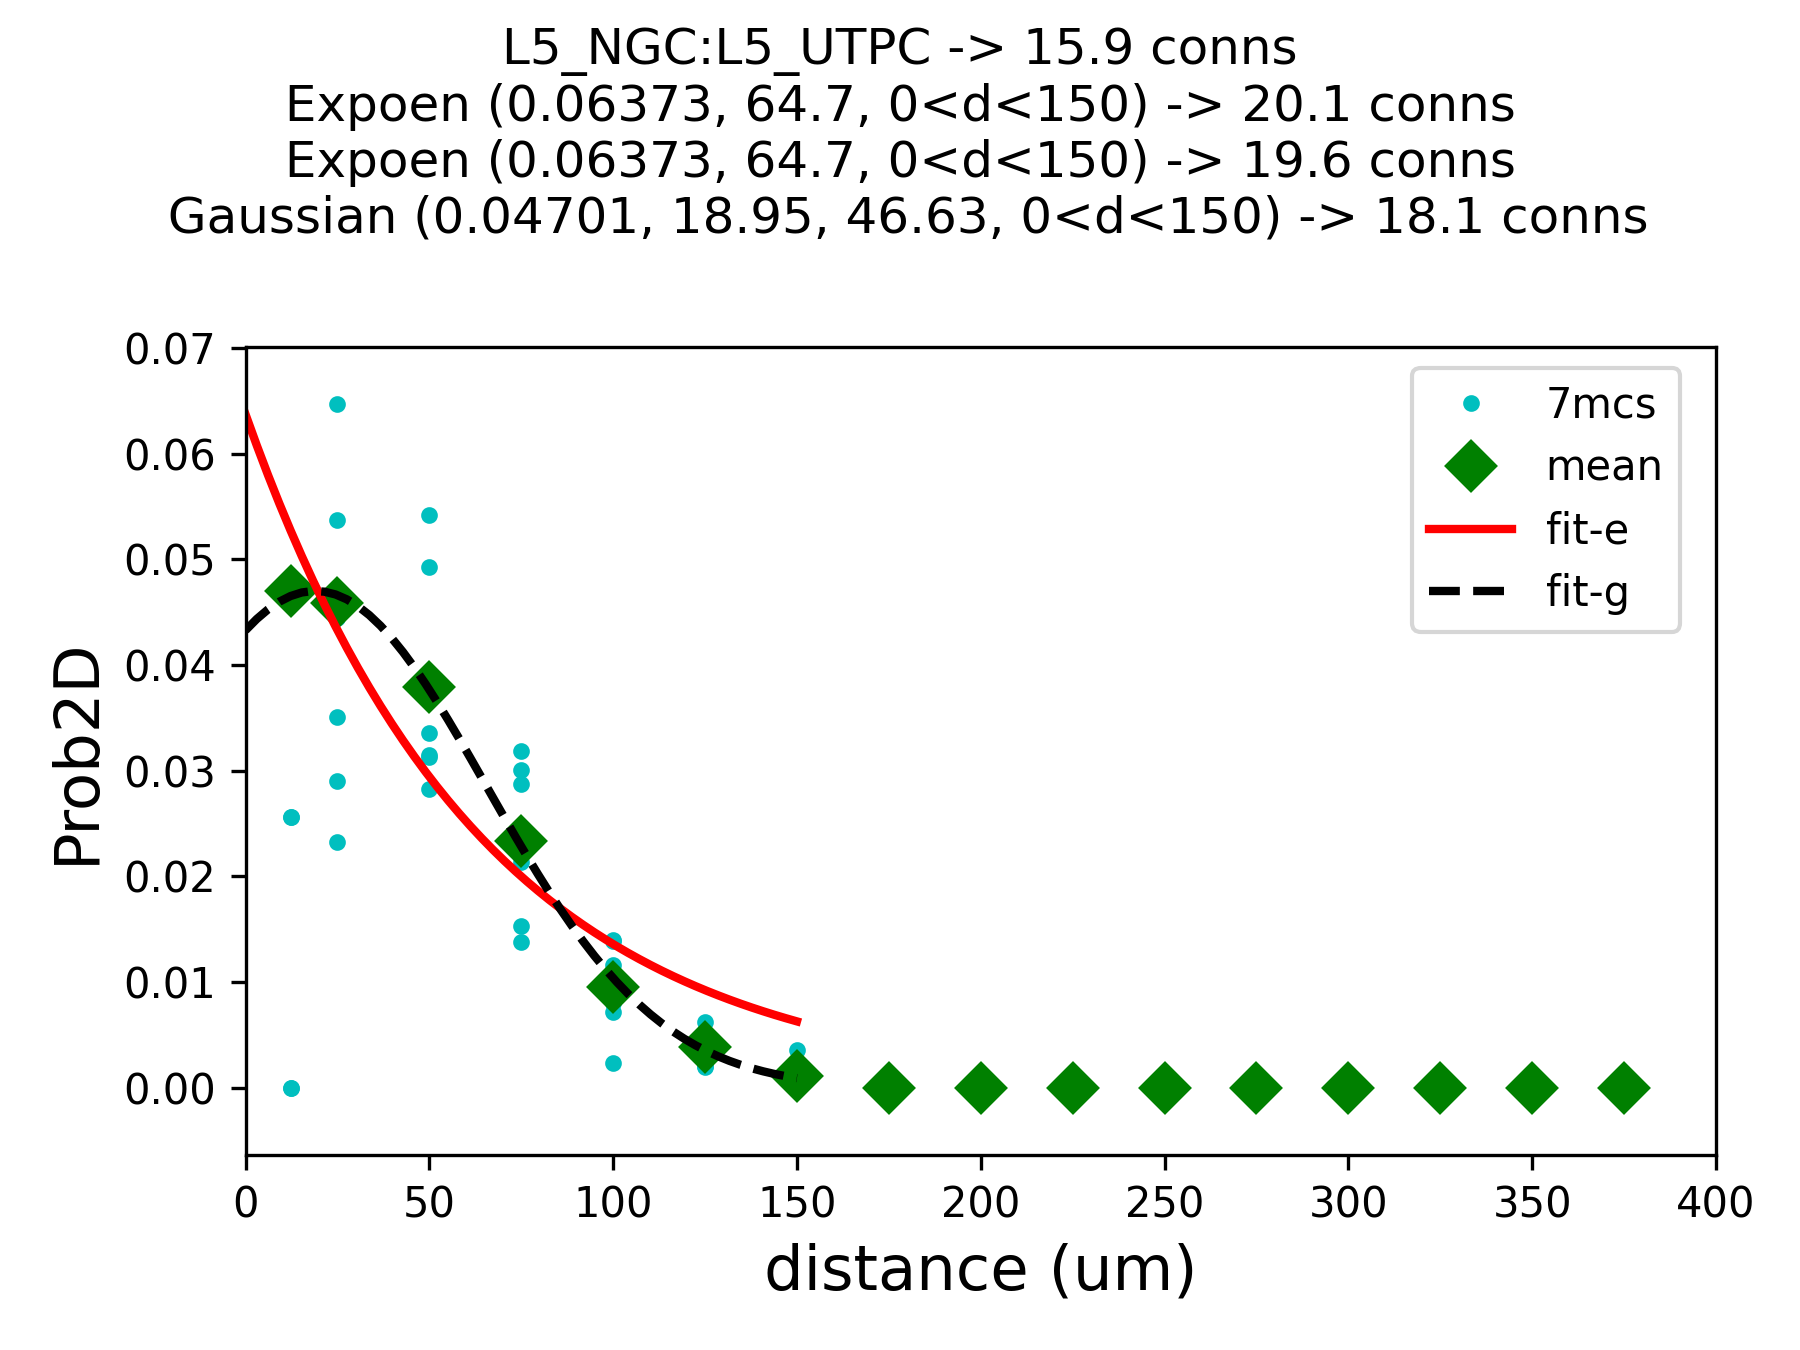 L5_NGC:L5_UTPC -> 15.9 conns
Expoen (0.06373, 64.7, 0<d<150) -> 20.1 conns
Expoen (0.06373, 64.7, 0<d<150) -> 19.6 conns
Gaussian (0.04701, 18.95, 46.63, 0<d<150) -> 18.1 conns
0.07
0.06
0.05
0.04
0.03
0.02
0.01
0.00
Prob2D
7mcs
mean
fit-e
fit-g
0 50 100 150 200 250 300 350 400
distance (um)